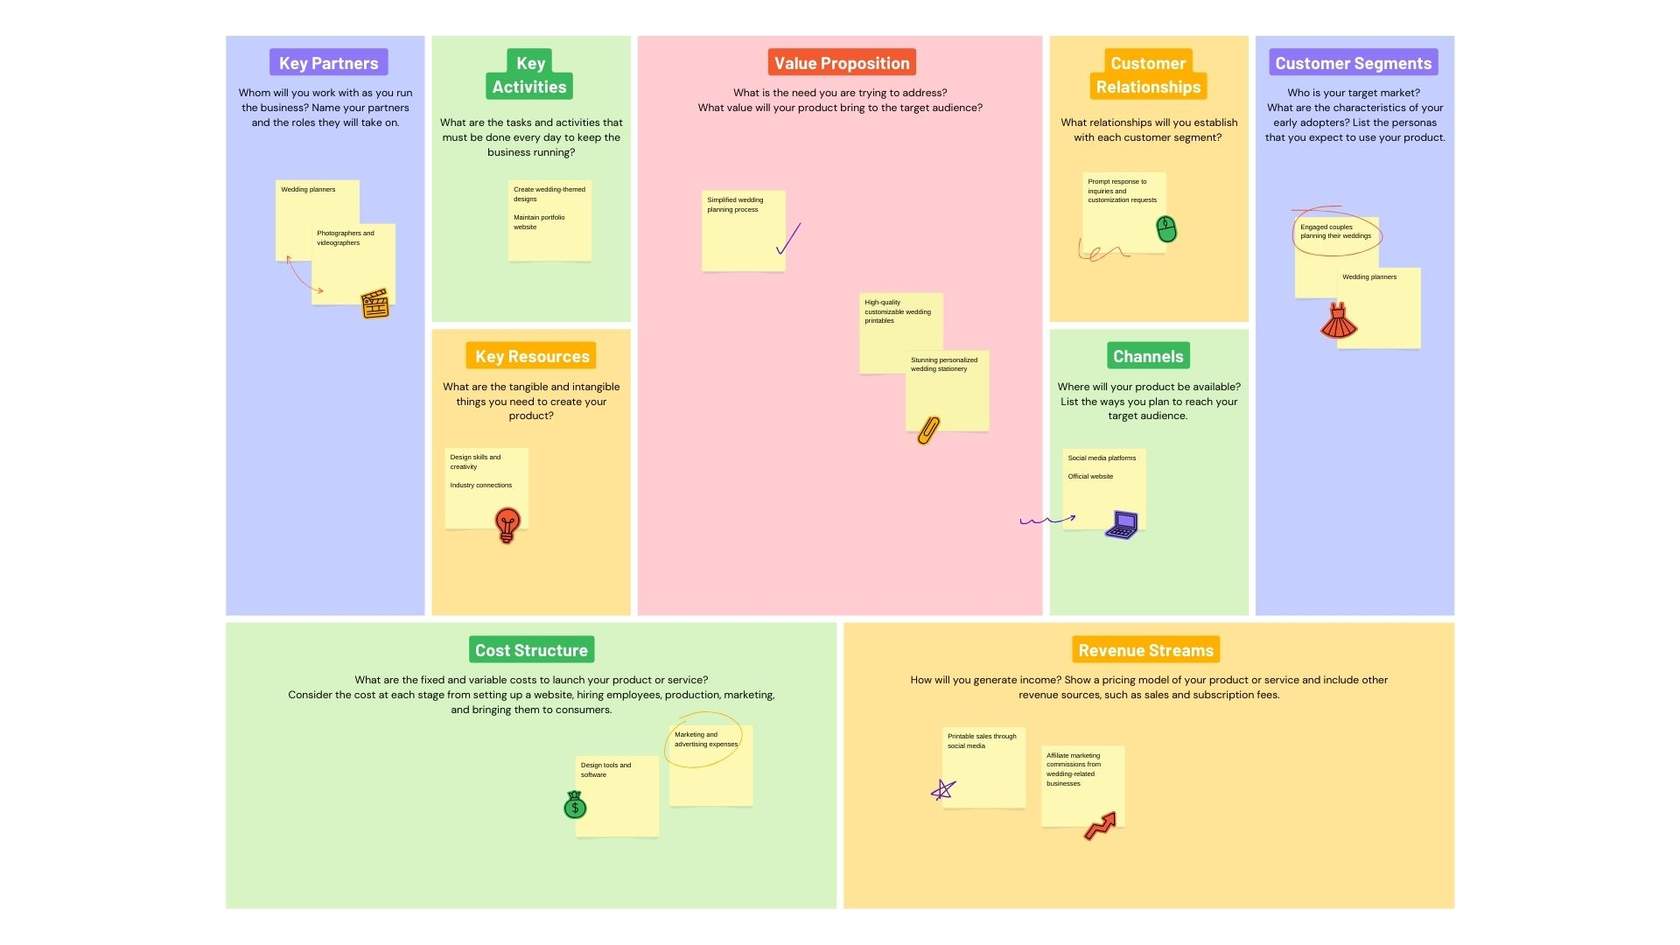 Key Partners
Whom will you work with as you run
the business? Name your partners
and the roles they will take on.
Wedding planners
Photographers and
videographers
Key
Activities
What are the tasks and activities that
must be done every day to keep the
business running?
Create wedding-themed
designs
Maintain portfolio
website
Key Resources
What are the tangible and intangible
things you need to create your
product?
Design skills and
creativity
Industry connections
Value Proposition
What is the need you are trying to address?
What value will your product bring to the target audience?
Simplified wedding
planning process
High-quality
customizable wedding
printables
Stunning personalized
wedding stationery
Customer
Relationships
What relationships will you establish
with each customer segment?
Prompt response to
inquiries and
customization requests
Channels
Where will your product be available?
List the ways you plan to reach your
target audience.
Social media platforms
Official website
Customer Segments
Who is your target market?
What are the characteristics of your
early adopters? List the personas
that you expect to use your product.
Engaged couples
planning their weddings
Wedding planners
Cost Structure
What are the fixed and variable costs to launch your product or service?
Consider the cost at each stage from setting up a website, hiring employees, production, marketing,
and bringing them to consumers.
Marketing and
advertising expenses
Design tools and
software
$
Revenue Streams
How will you generate income? Show a pricing model of your product or service and include other
revenue sources, such as sales and subscription fees.
Printable sales through
social media
Affiliate marketing
commissions from
wedding-related
businesses